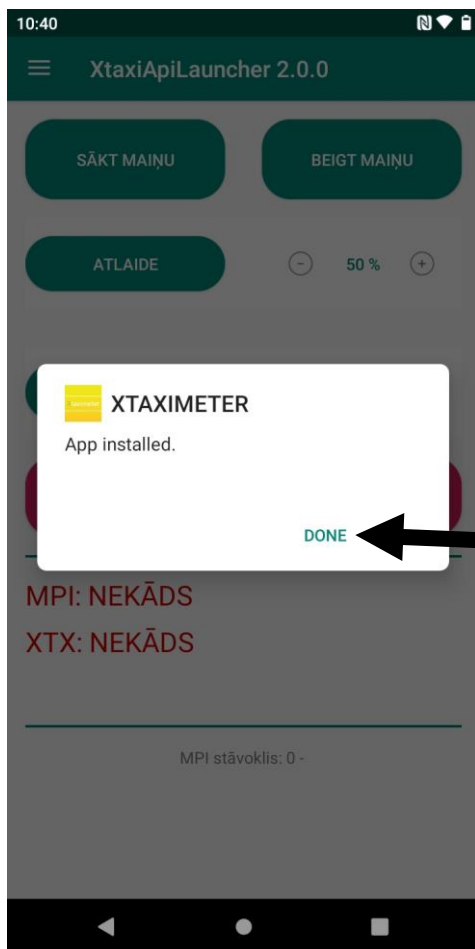 10:40
XtaxiApiLauncher 2.0.0
SĀKT MAIŅU
BEIGT MAIŅU
ATLAIDE
50 %
XTAXIMETER
App installed.
DONE
MPI: NEKĀDS
XTX: NEKĀDS
MPI stāvoklis: 0 -